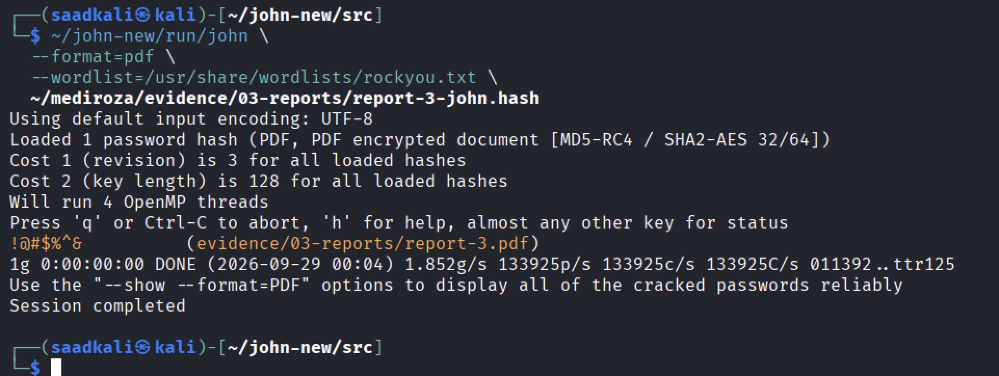 ┌──(saadkali㉿kali)-[~/john-new/src]
└─$ ~/john-new/run/john \
--format=pdf \
--wordlist=/usr/share/wordlists/rockyou.txt \
~/mediroza/evidence/03-reports/report-3-john.hash
Using default input encoding: UTF-8
Loaded 1 password hash (PDF, PDF encrypted document [MD5-RC4 / SHA2-AES 32/64])
Cost 1 (revision) is 3 for all loaded hashes
Cost 2 (key length) is 128 for all loaded hashes
Will run 4 OpenMP threads
Press 'q' or Ctrl-C to abort, 'h' for help, almost any other key for status
!@#$%^& (evidence/03-reports/report-3.pdf)
1g 0:00:00:00 DONE (2026-09-29 00:04) 1.852g/s 133925p/s 133925c/s 133925C/s 011392..ttr125
Use the "--show --format=PDF" options to display all of the cracked passwords reliably
Session completed
┌──(saadkali㉿kali)-[~/john-new/src]
└─$